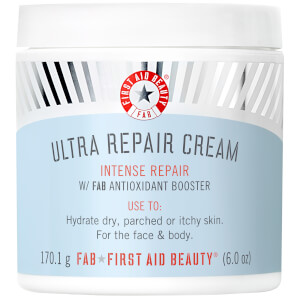 FIRST AID BEAUTY
FAB
ULTRA REPAIR CREAM
INTENSE REPAIR
W/ FAB ANTIOXIDANT BOOSTER
USE TO:
Hydrate dry, parched or itchy skin.
For the face & body.
170.1 g FAB★FIRST AID BEAUTY® (6.0 oz)